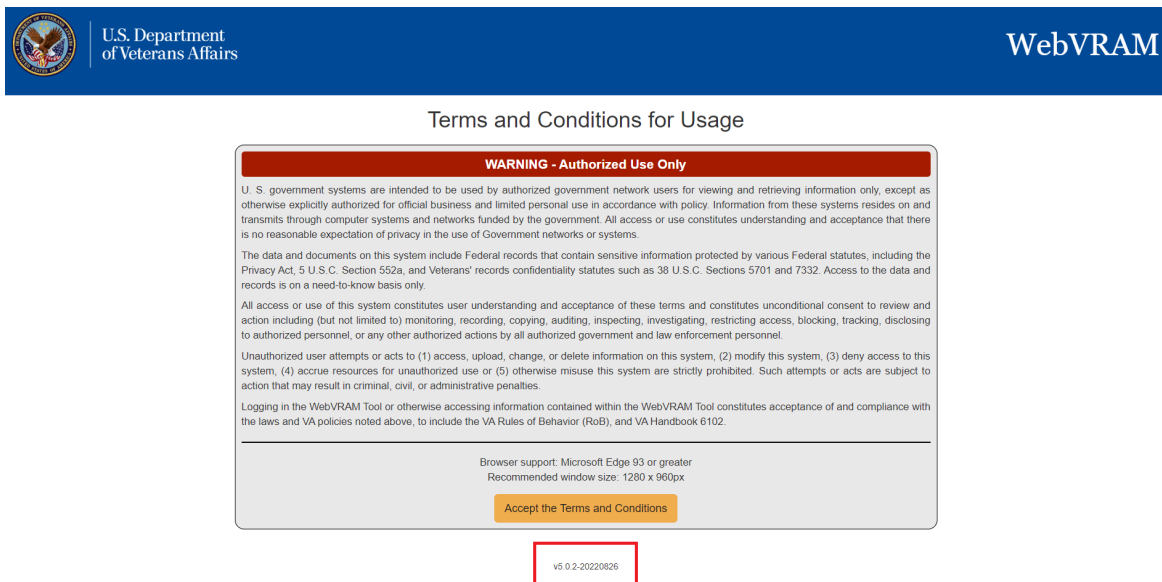 U.S. Department
of Veterans Affairs
WebVRAM
Terms and Conditions for Usage
WARNING - Authorized Use Only
U. S. government systems are intended to be used by authorized government network users for viewing and retrieving information only, except as
otherwise explicitly authorized for official business and limited personal use in accordance with policy. Information from these systems resides on and
transmits through computer systems and networks funded by the government. All access or use constitutes understanding and acceptance that there
is no reasonable expectation of privacy in the use of Government networks or systems.
The data and documents on this system include Federal records that contain sensitive information protected by various Federal statutes, including the
Privacy Act, 5 U.S.C. Section 552a, and Veterans' records confidentiality statutes such as 38 U.S.C. Sections 5701 and 7332. Access to the data and
records is on a need-to-know basis only.
All access or use of this system constitutes user understanding and acceptance of these terms and constitutes unconditional consent to review and
action including (but not limited to) monitoring, recording, copying, auditing, inspecting, investigating, restricting access, blocking, tracking, disclosing
to authorized personnel, or any other authorized actions by all authorized government and law enforcement personnel.
Unauthorized user attempts or acts to (1) access, upload, change, or delete information on this system, (2) modify this system, (3) deny access to this
system, (4) accrue resources for unauthorized use or (5) otherwise misuse this system are strictly prohibited. Such attempts or acts are subject to
action that may result in criminal, civil, or administrative penalties.
Logging in the WebVRAM Tool or otherwise accessing information contained within the WebVRAM Tool constitutes acceptance of and compliance with
the laws and VA policies noted above, to include the VA Rules of Behavior (RoB), and VA Handbook 6102.
Browser support: Microsoft Edge 93 or greater
Recommended window size: 1280 x 960px
Accept the Terms and Conditions
v5.0.2-20220826